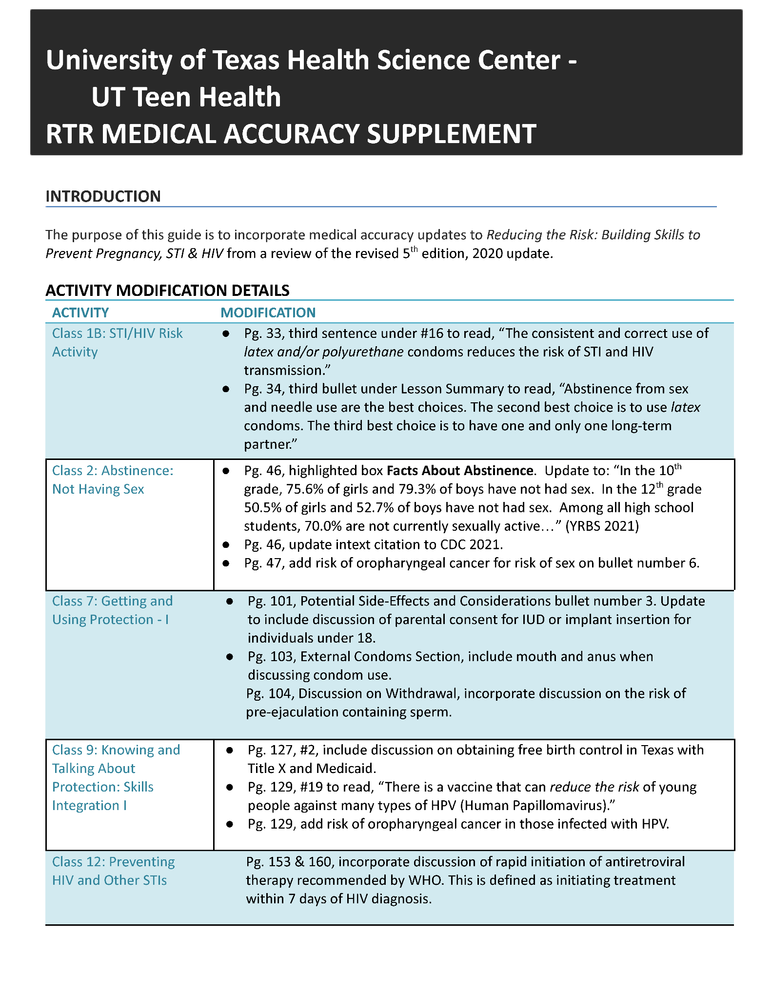 University of Texas Health Science Center -
UT Teen Health
RTR MEDICAL ACCURACY SUPPLEMENT
INTRODUCTION
The purpose of this guide is to incorporate medical accuracy updates to Reducing the Risk: Building Skills to
Prevent Pregnancy, STI & HIV from a review of the revised 5th edition, 2020 update.
ACTIVITY MODIFICATION DETAILS
ACTIVITY MODIFICATION
Class 1B: STI/HIV Risk
Activity
● Pg. 33, third sentence under #16 to read, “The consistent and correct use of
latex and/or polyurethane condoms reduces the risk of STI and HIV
transmission.”
● Pg. 34, third bullet under Lesson Summary to read, “Abstinence from sex
and needle use are the best choices. The second best choice is to use latex
condoms. The third best choice is to have one and only one long-term
partner.”
Class 2: Abstinence:
Not Having Sex
● Pg. 46, highlighted box Facts About Abstinence. Update to: “In the 10th
grade, 75.6% of girls and 79.3% of boys have not had sex. In the 12th grade
50.5% of girls and 52.7% of boys have not had sex. Among all high school
students, 70.0% are not currently sexually active…” (YRBS 2021)
● Pg. 46, update intext citation to CDC 2021.
● Pg. 47, add risk of oropharyngeal cancer for risk of sex on bullet number 6.
Class 7: Getting and
Using Protection - I
● Pg. 101, Potential Side-Effects and Considerations bullet number 3. Update
to include discussion of parental consent for IUD or implant insertion for
individuals under 18.
● Pg. 103, External Condoms Section, include mouth and anus when
discussing condom use.
Pg. 104, Discussion on Withdrawal, incorporate discussion on the risk of
pre-ejaculation containing sperm.
Class 9: Knowing and
Talking About
Protection: Skills
Integration I
● Pg. 127, #2, include discussion on obtaining free birth control in Texas with
Title X and Medicaid.
● Pg. 129, #19 to read, “There is a vaccine that can reduce the risk of young
people against many types of HPV (Human Papillomavirus).”
● Pg. 129, add risk of oropharyngeal cancer in those infected with HPV.
Class 12: Preventing
HIV and Other STIs
Pg. 153 & 160, incorporate discussion of rapid initiation of antiretroviral
therapy recommended by WHO. This is defined as initiating treatment
within 7 days of HIV diagnosis.